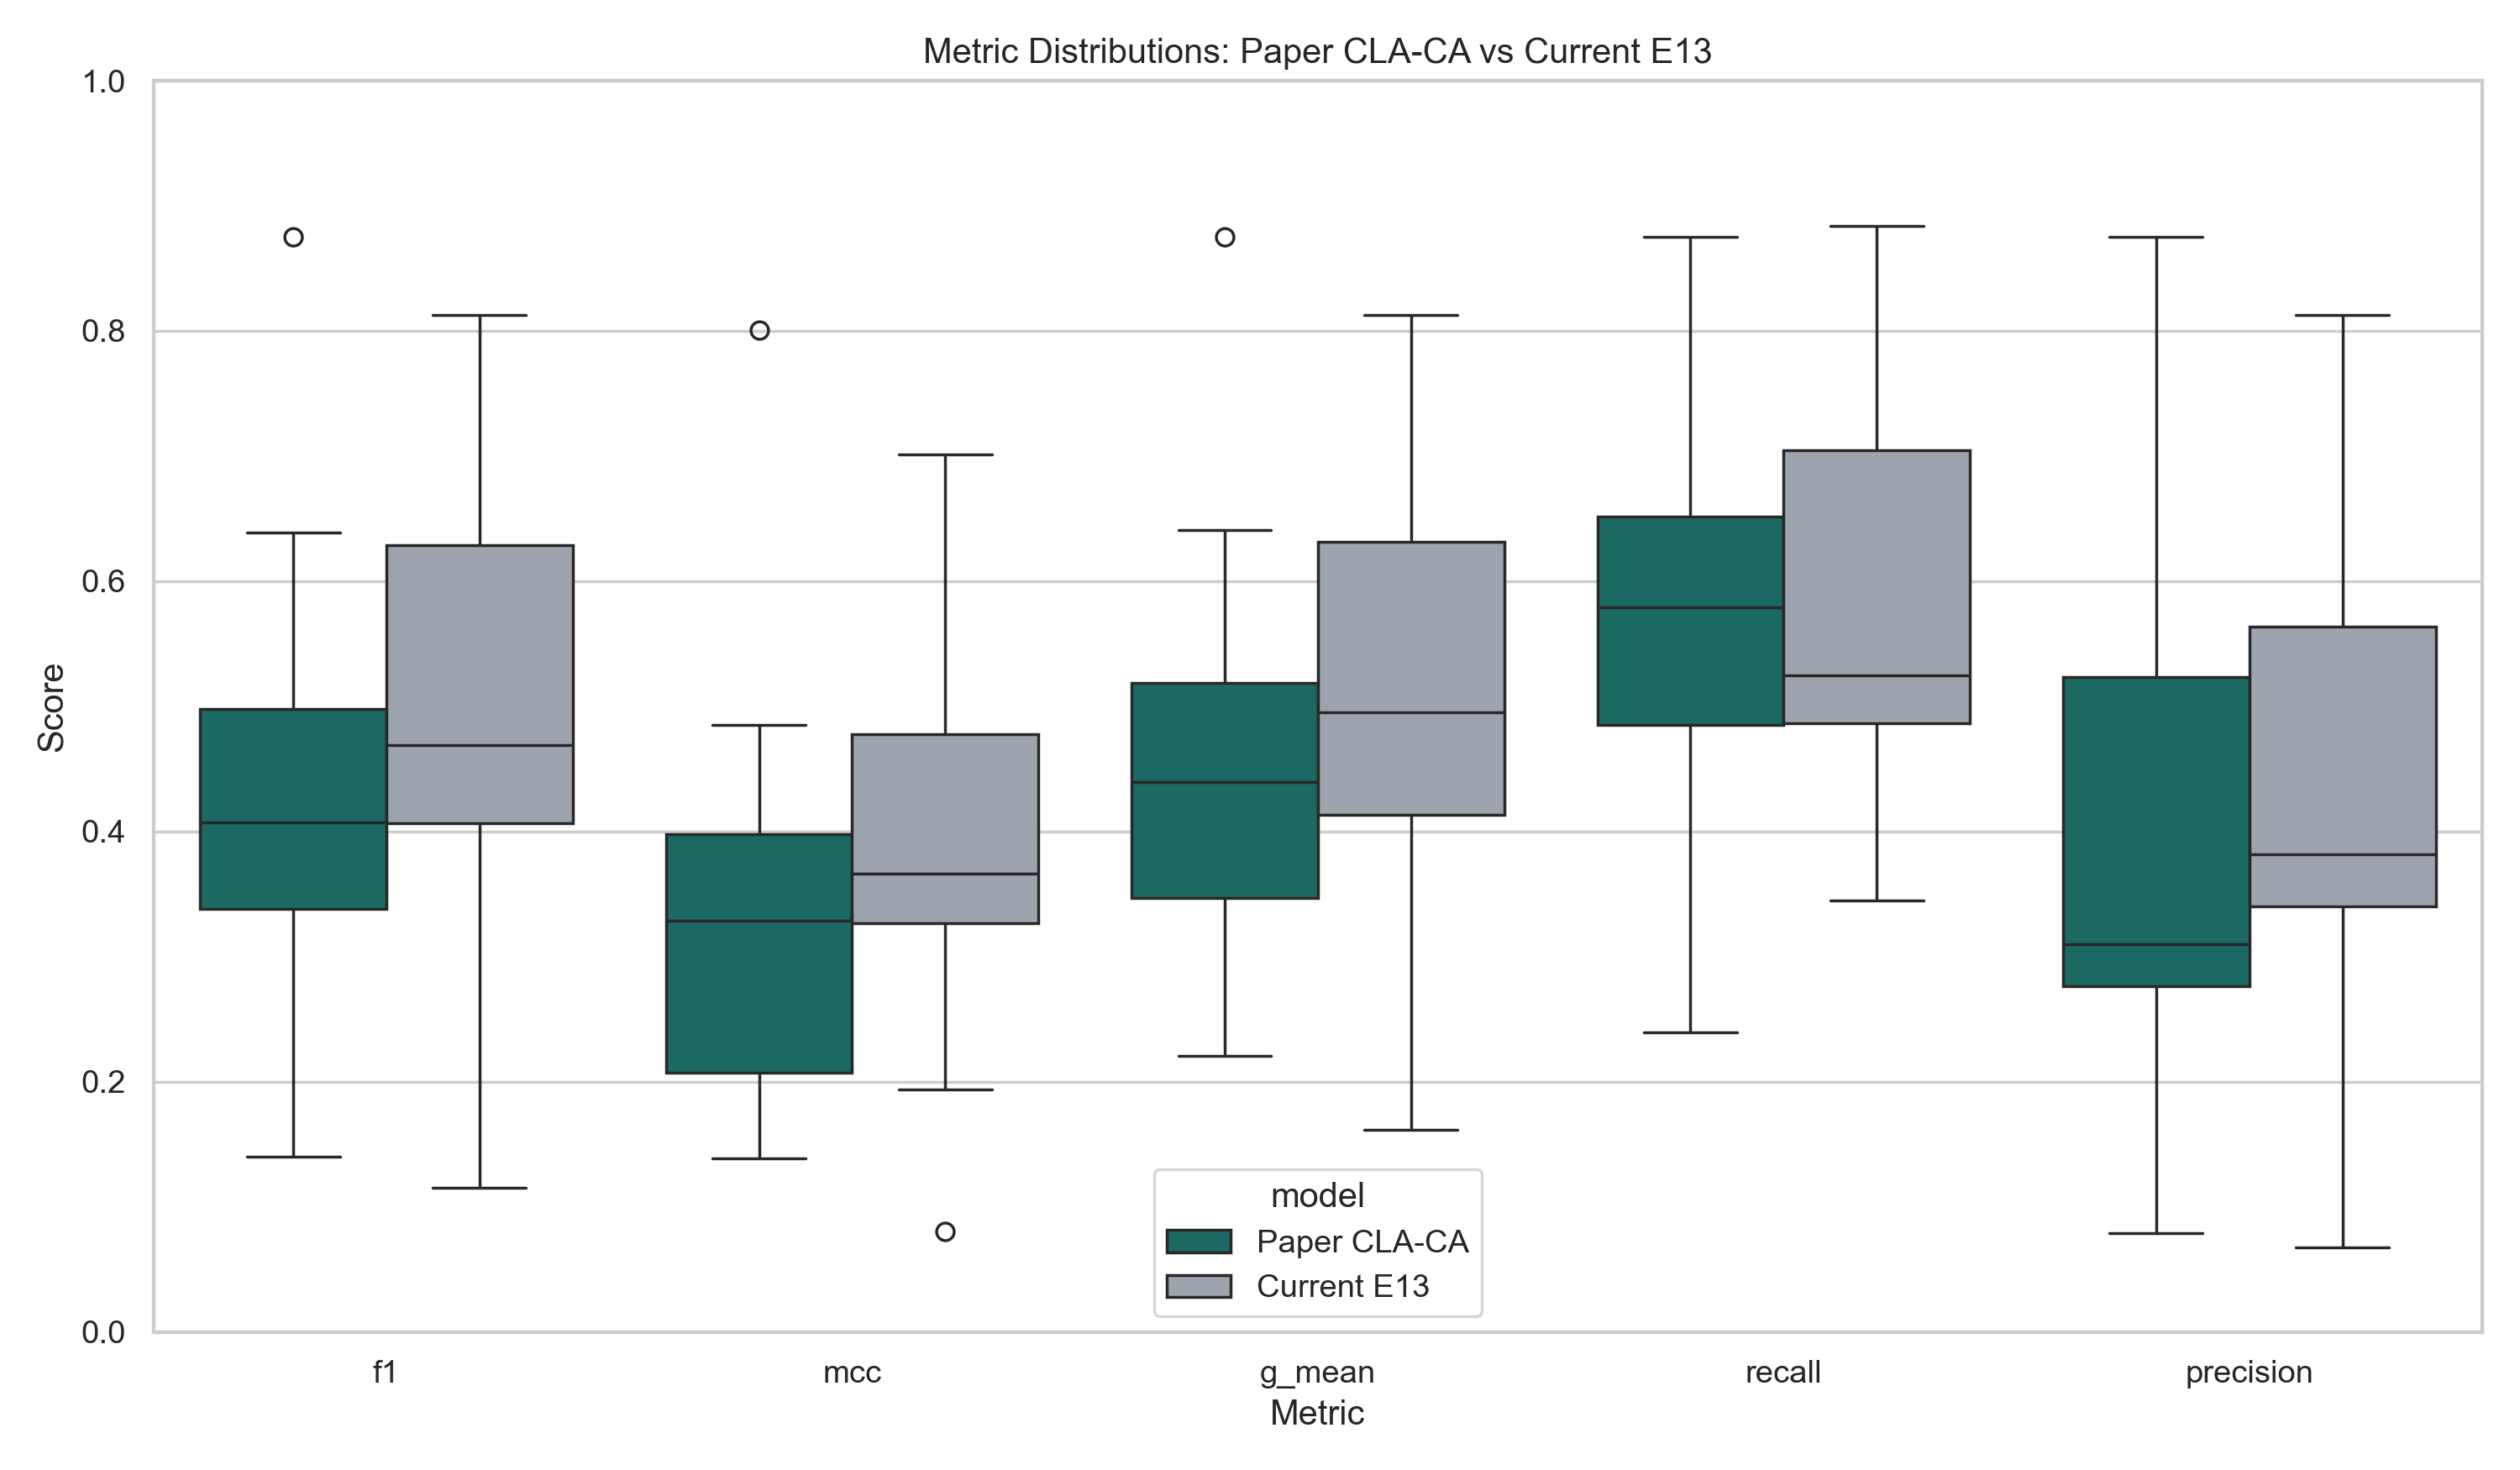 Metric Distributions: Paper CLA-CA vs Current E13
1.0
0.8
0.6
0.4
0.2
0.0
Score
model
Paper CLA-CA
Current E13
f1 mcc g_mean recall precision
Metric